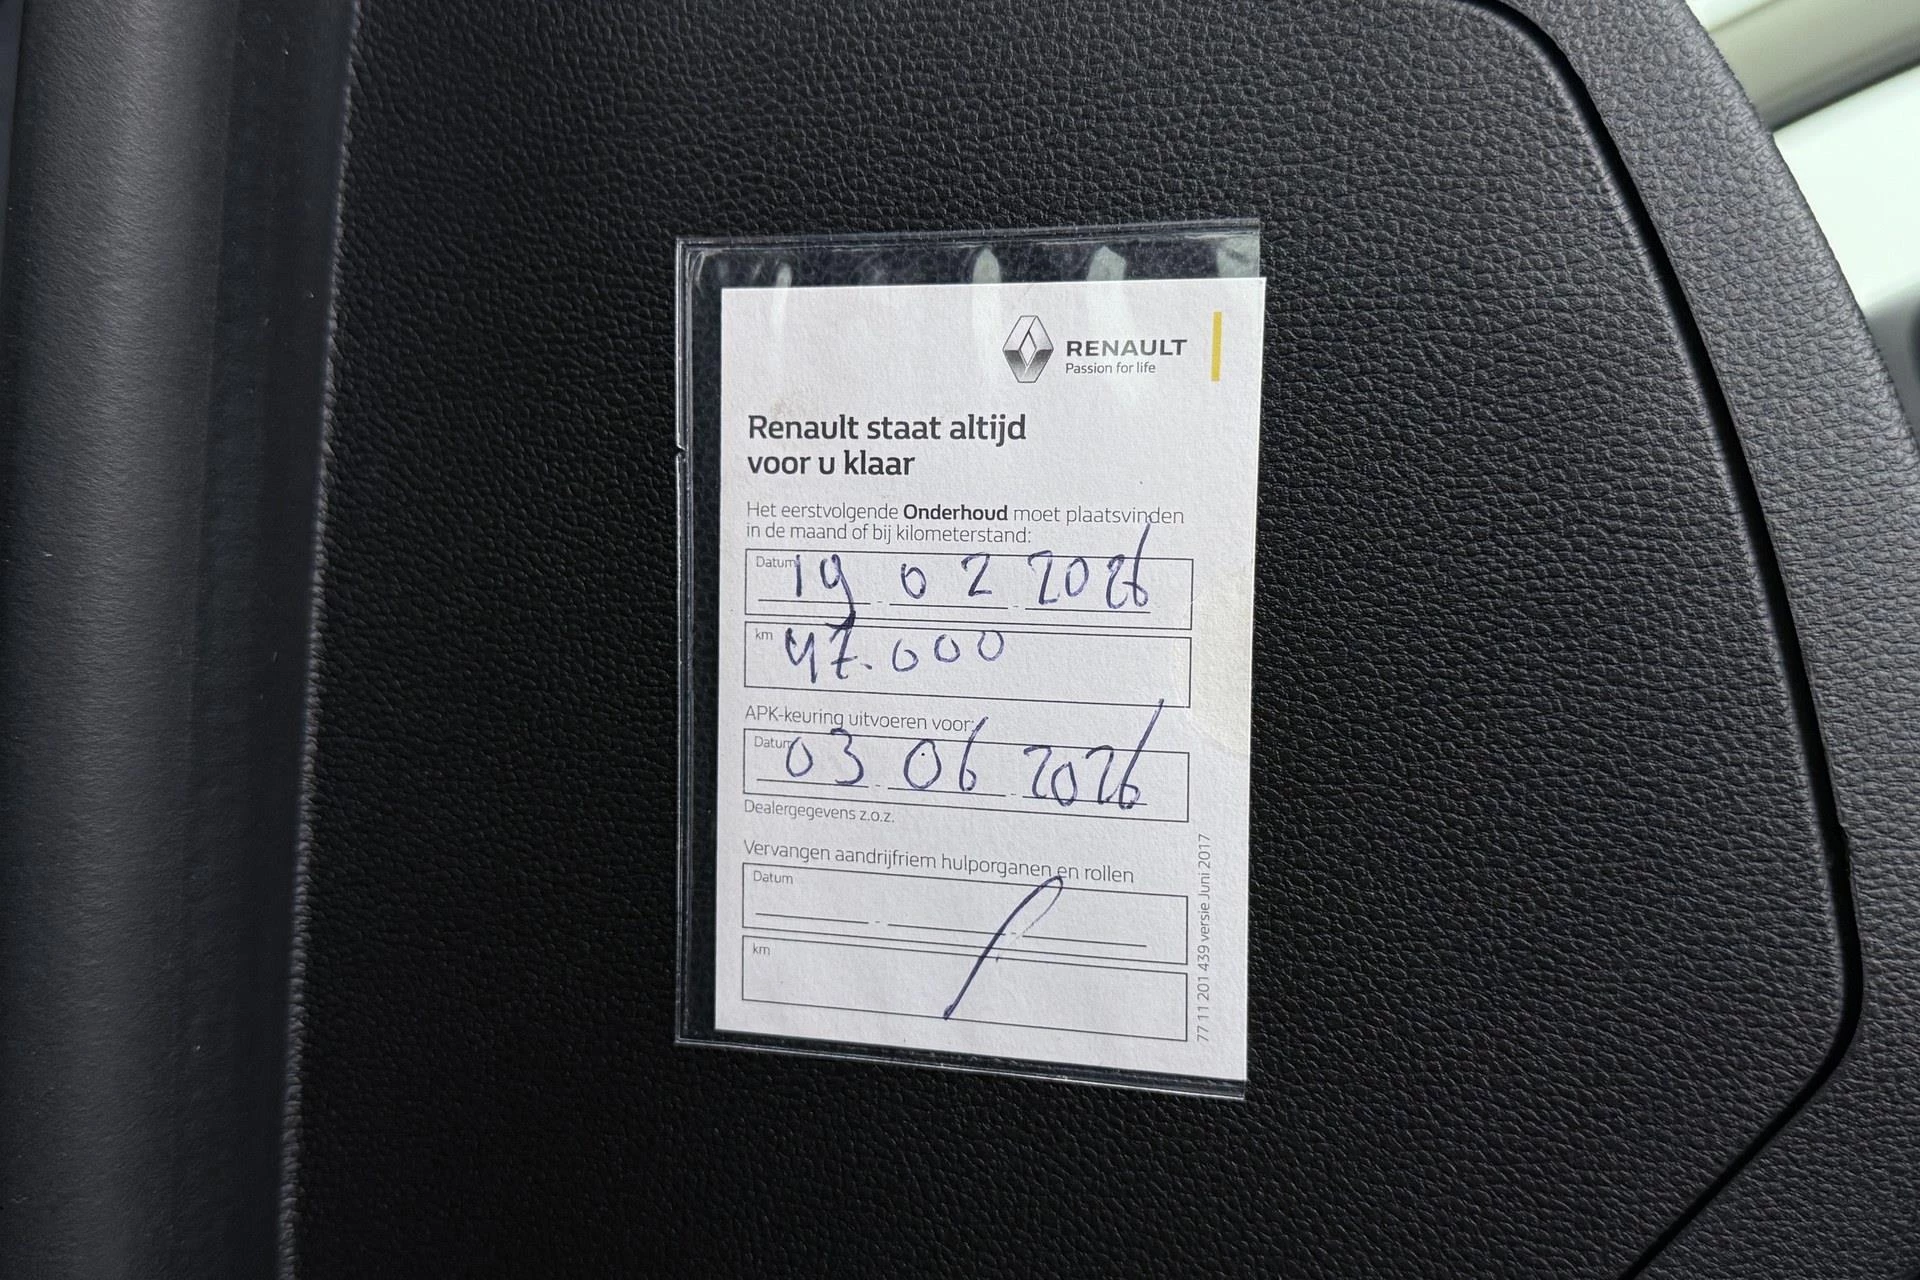 RENAULT
Passion for life
Renault staat altijd
voor u klaar
Het eerstvolgende Onderhoud moet plaatsvinden
in de maand of bij kilometerstand:
Datum 19 02 2026
km 47.000
APK-keuring uitvoeren voor:
Datum 03 06 2026
Dealergegevens z.o.z.
Vervangen aandrijfriem hulporganen en rollen
Datum
km
77 11 201 439 versie Juni 2017